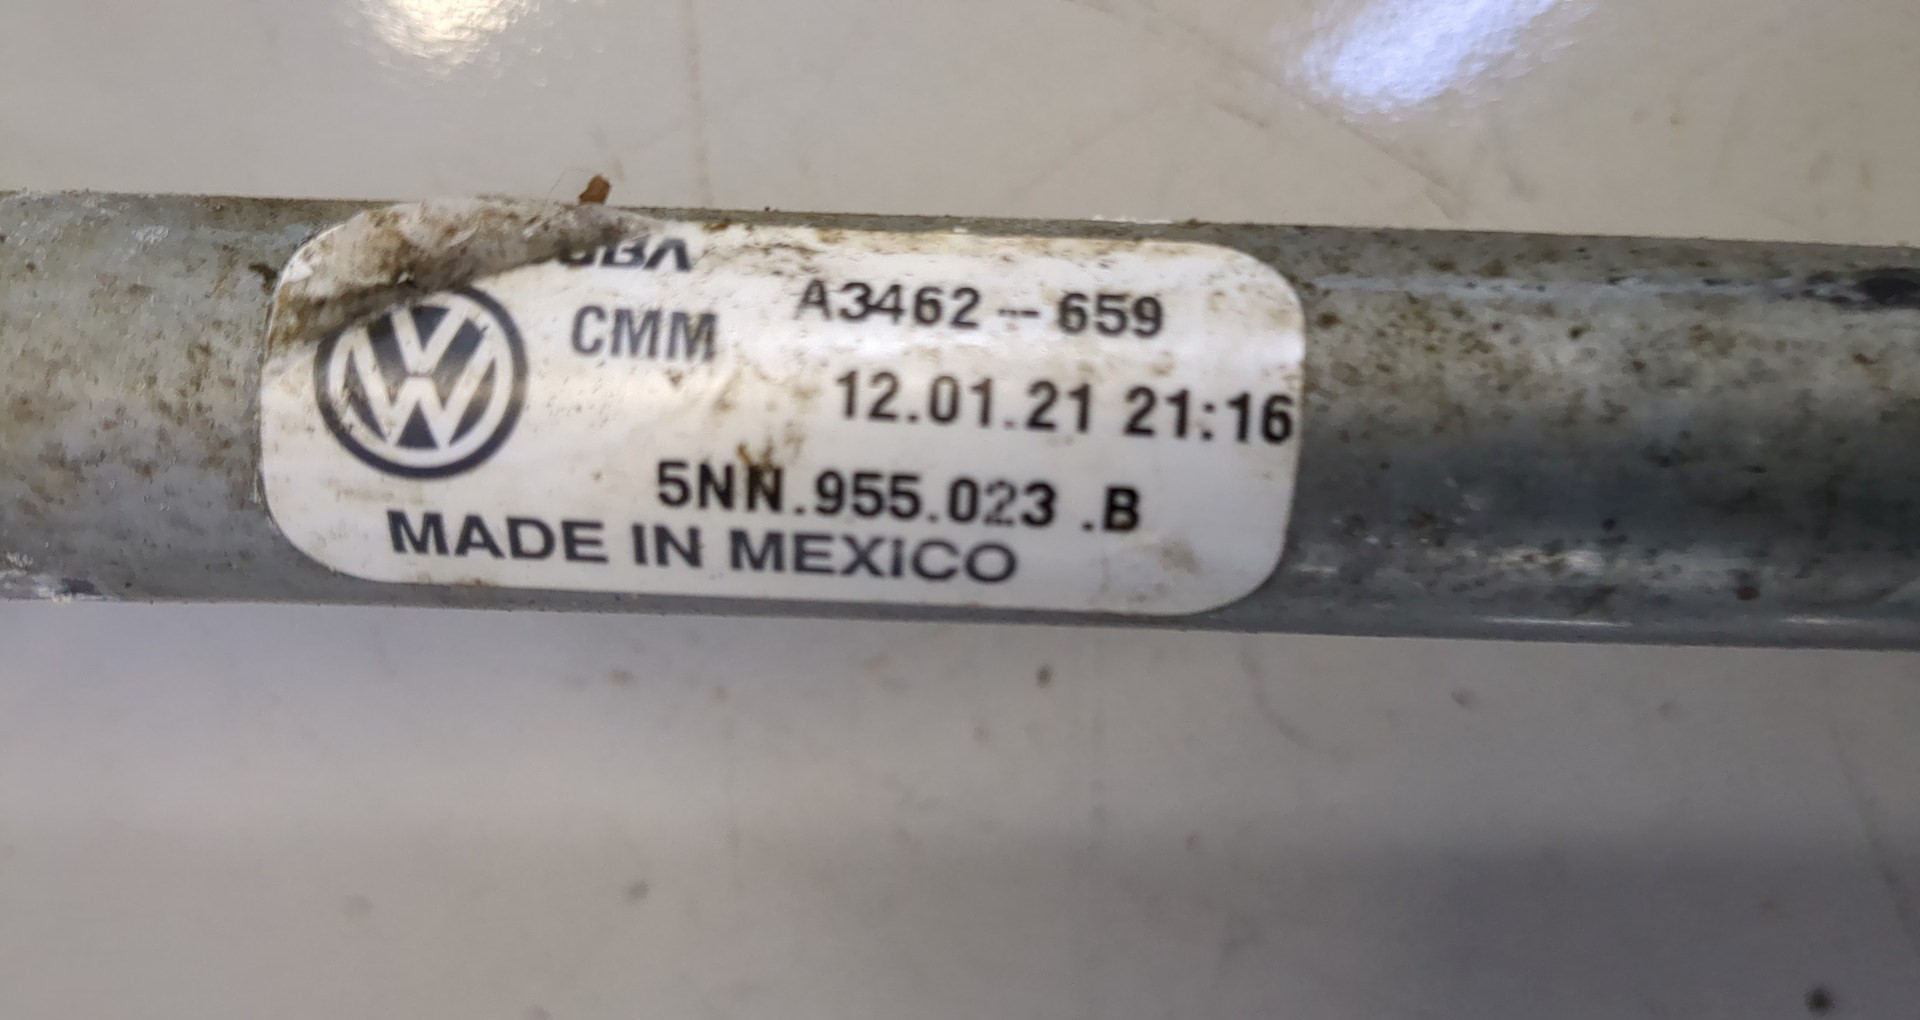 CMM A3462--659
12.01.21 21:16
5NN.955.023.B
MADE IN MEXICO